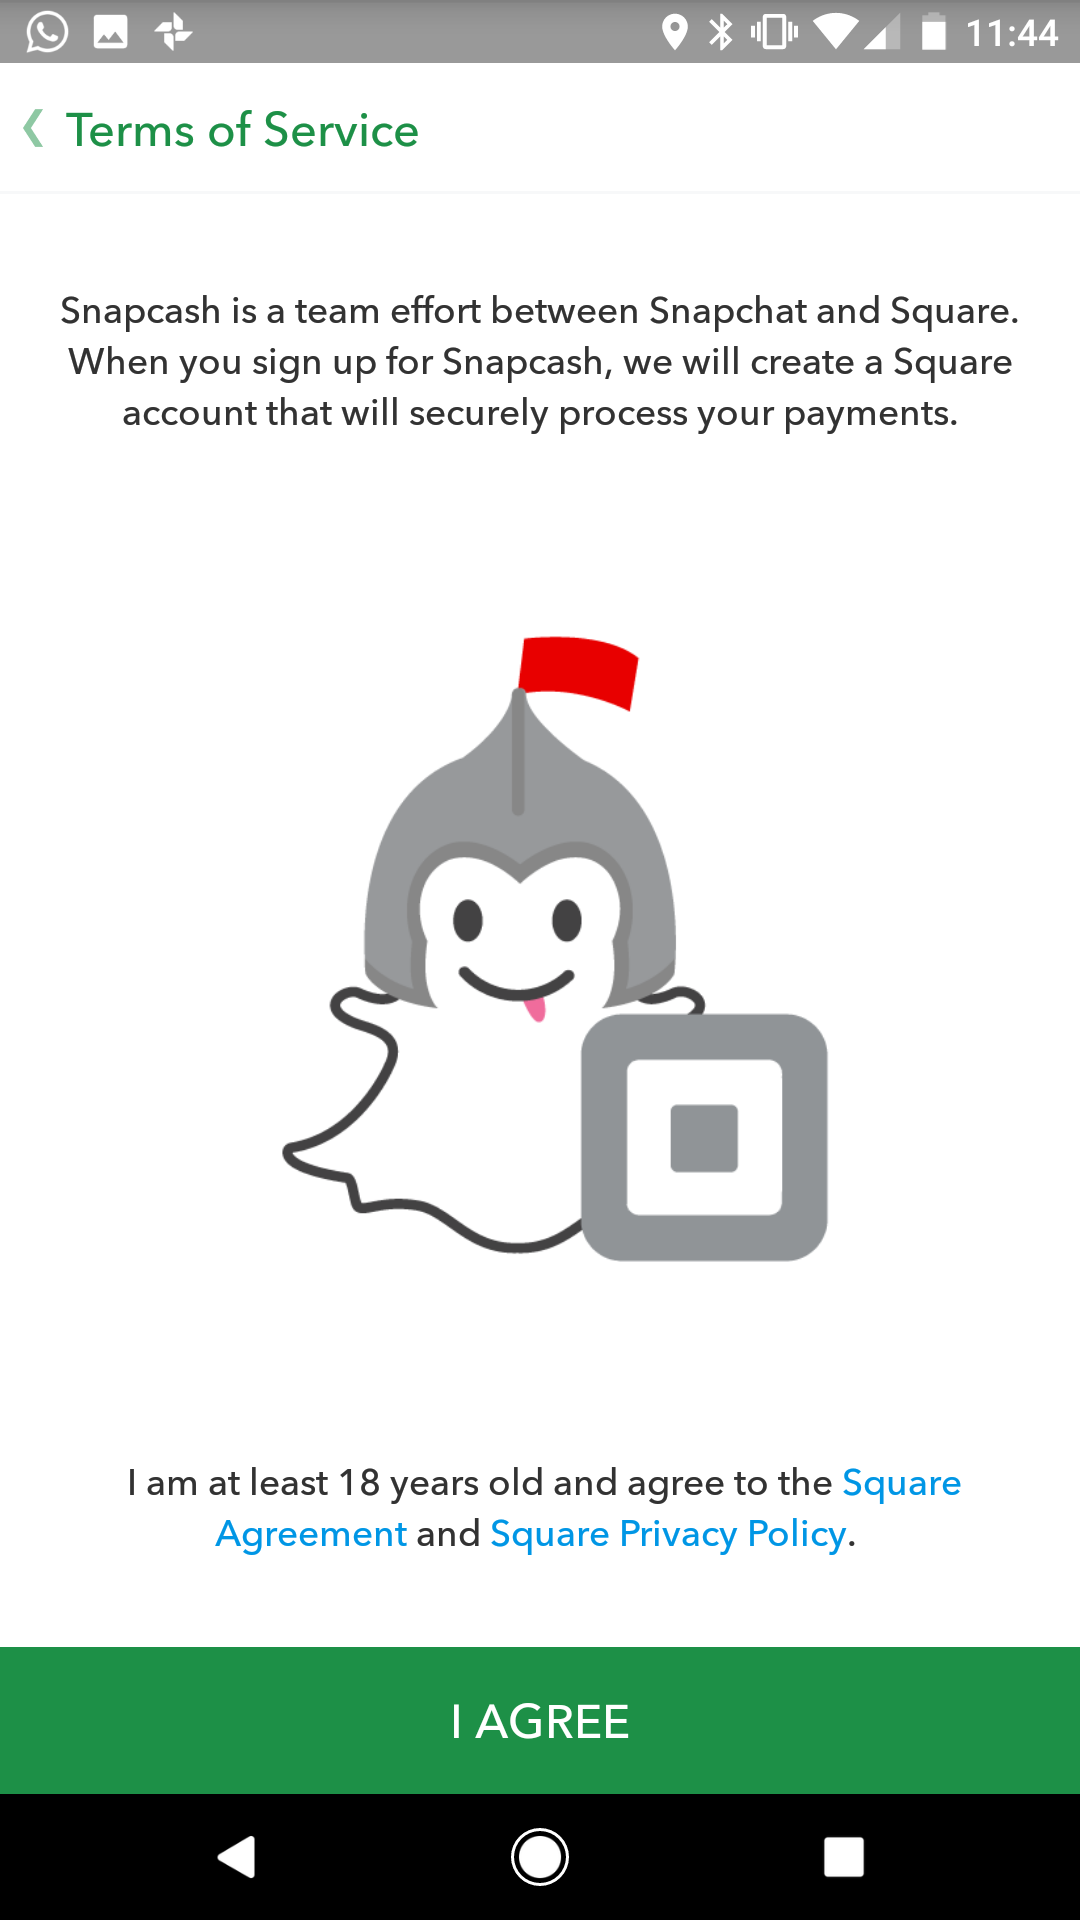 11:44
Terms of Service
Snapcash is a team effort between Snapchat and Square.
When you sign up for Snapcash, we will create a Square
account that will securely process your payments.
I am at least 18 years old and agree to the Square
Agreement and Square Privacy Policy.
I AGREE